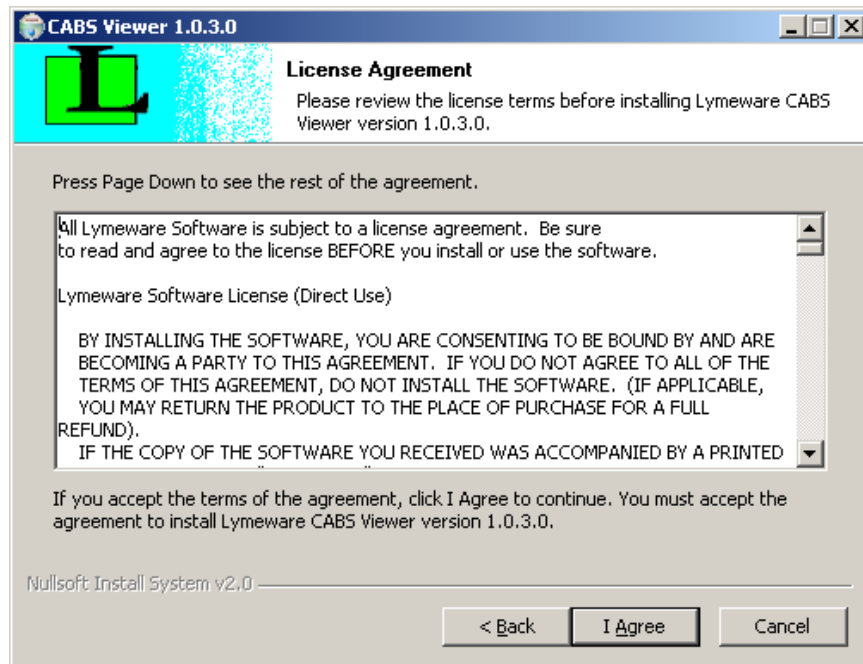 CABS Viewer 1.0.3.0
L
License Agreement
Please review the license terms before installing Lymeware CABS
Viewer version 1.0.3.0.
Press Page Down to see the rest of the agreement.
All Lymeware Software is subject to a license agreement.  Be sure
to read and agree to the license BEFORE you install or use the software.
Lymeware Software License (Direct Use)
BY INSTALLING THE SOFTWARE, YOU ARE CONSENTING TO BE BOUND BY AND ARE
BECOMING A PARTY TO THIS AGREEMENT.  IF YOU DO NOT AGREE TO ALL OF THE
TERMS OF THIS AGREEMENT, DO NOT INSTALL THE SOFTWARE.  (IF APPLICABLE,
YOU MAY RETURN THE PRODUCT TO THE PLACE OF PURCHASE FOR A FULL
REFUND).
IF THE COPY OF THE SOFTWARE YOU RECEIVED WAS ACCOMPANIED BY A PRINTED
If you accept the terms of the agreement, click I Agree to continue. You must accept the
agreement to install Lymeware CABS Viewer version 1.0.3.0.
Nullsoft Install System v2.0
< Back
I Agree
Cancel